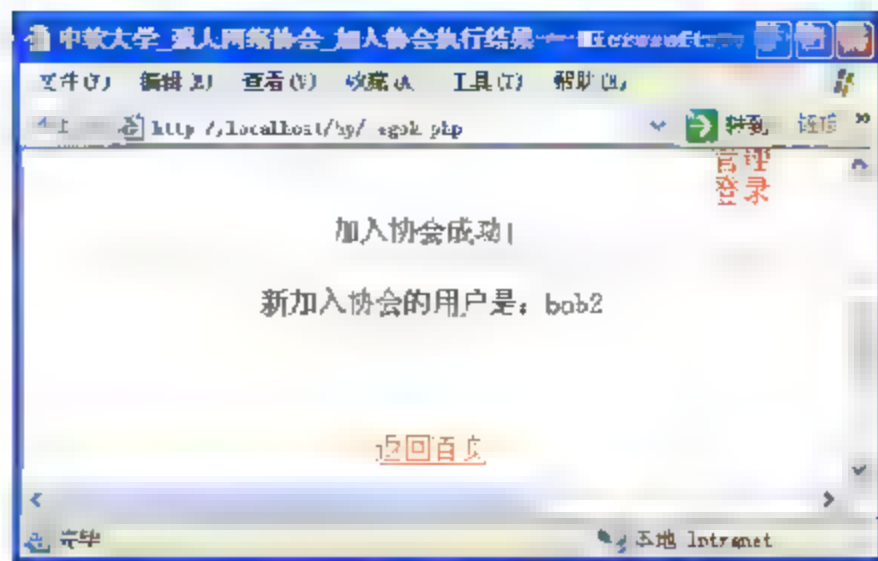 中软大学_强人网络协会_加入协会执行结果 - Microsoft
文件(F) 编辑(E) 查看(V) 收藏(A 工具(T) 帮助(H)
http://localhost/hp/ 转到 链接 »
管理
登录
加入协会成功!
新加入协会的用户是：bob2
返回首页
完毕 本地 Intranet